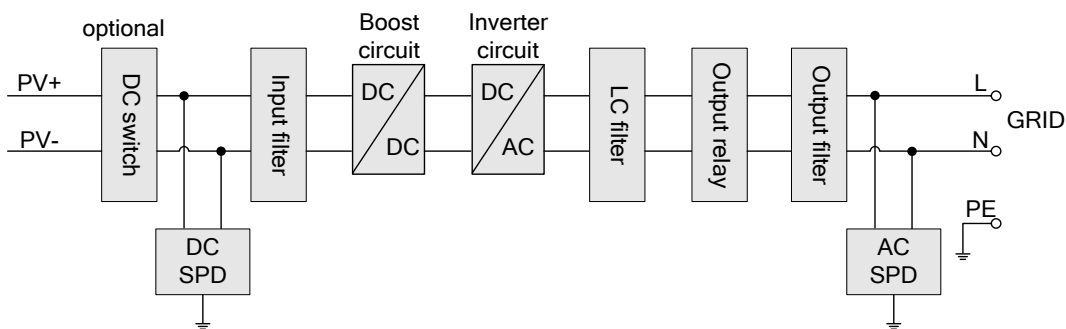 optional
Boost
circuit
Inverter
circuit
PV+
PV-
DC switch
Input filter
DC
DC
DC
AC
LC filter
Output relay
Output filter
L
N
GRID
PE
DC
SPD
AC
SPD